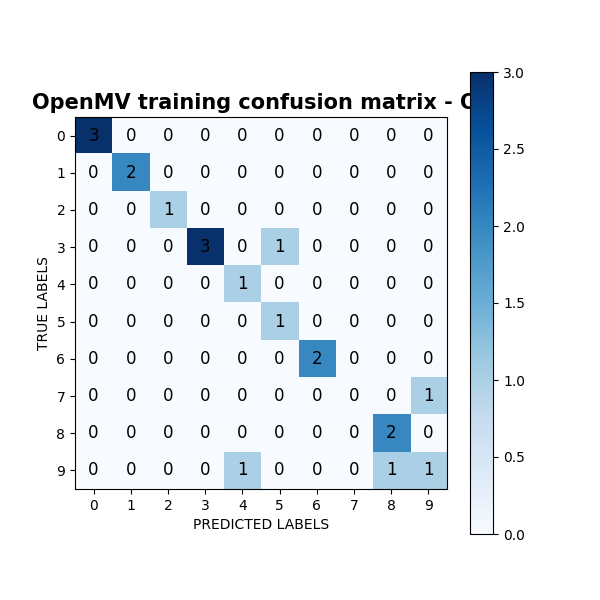 OpenMV training confusion matrix -
0 3 0 0 0 0 0 0 0 0 0
1 0 2 0 0 0 0 0 0 0 0
2 0 0 1 0 0 0 0 0 0 0
3 0 0 0 3 0 1 0 0 0 0
4 0 0 0 0 1 0 0 0 0 0
5 0 0 0 0 0 1 0 0 0 0
6 0 0 0 0 0 0 2 0 0 0
7 0 0 0 0 0 0 0 0 0 1
8 0 0 0 0 0 0 0 0 2 0
9 0 0 0 0 1 0 0 0 1 1
0 1 2 3 4 5 6 7 8 9
PREDICTED LABELS
TRUE LABELS
3.0
2.5
2.0
1.5
1.0
0.5
0.0